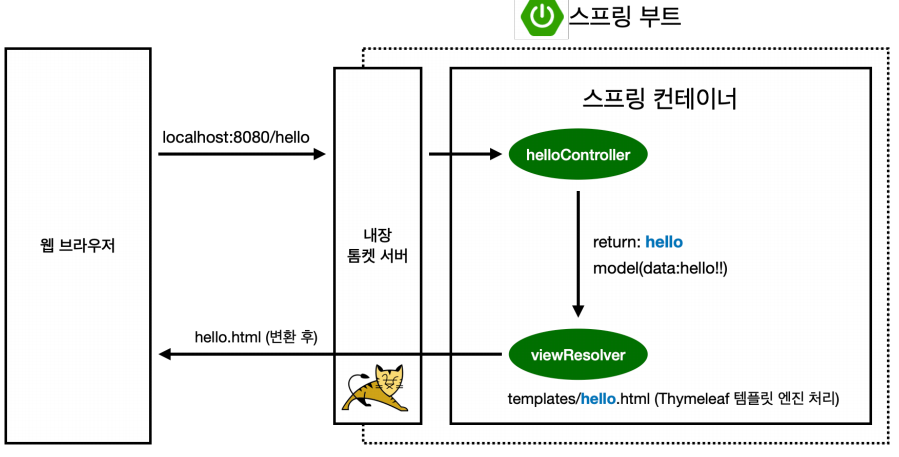 스프링 부트
스프링 컨테이너
localhost:8080/hello
helloController
웹 브라우저
내장
톰켓 서버
return: hello
model(data:hello!!)
hello.html (변환 후)
viewResolver
templates/hello.html (Thymeleaf 템플릿 엔진 처리)